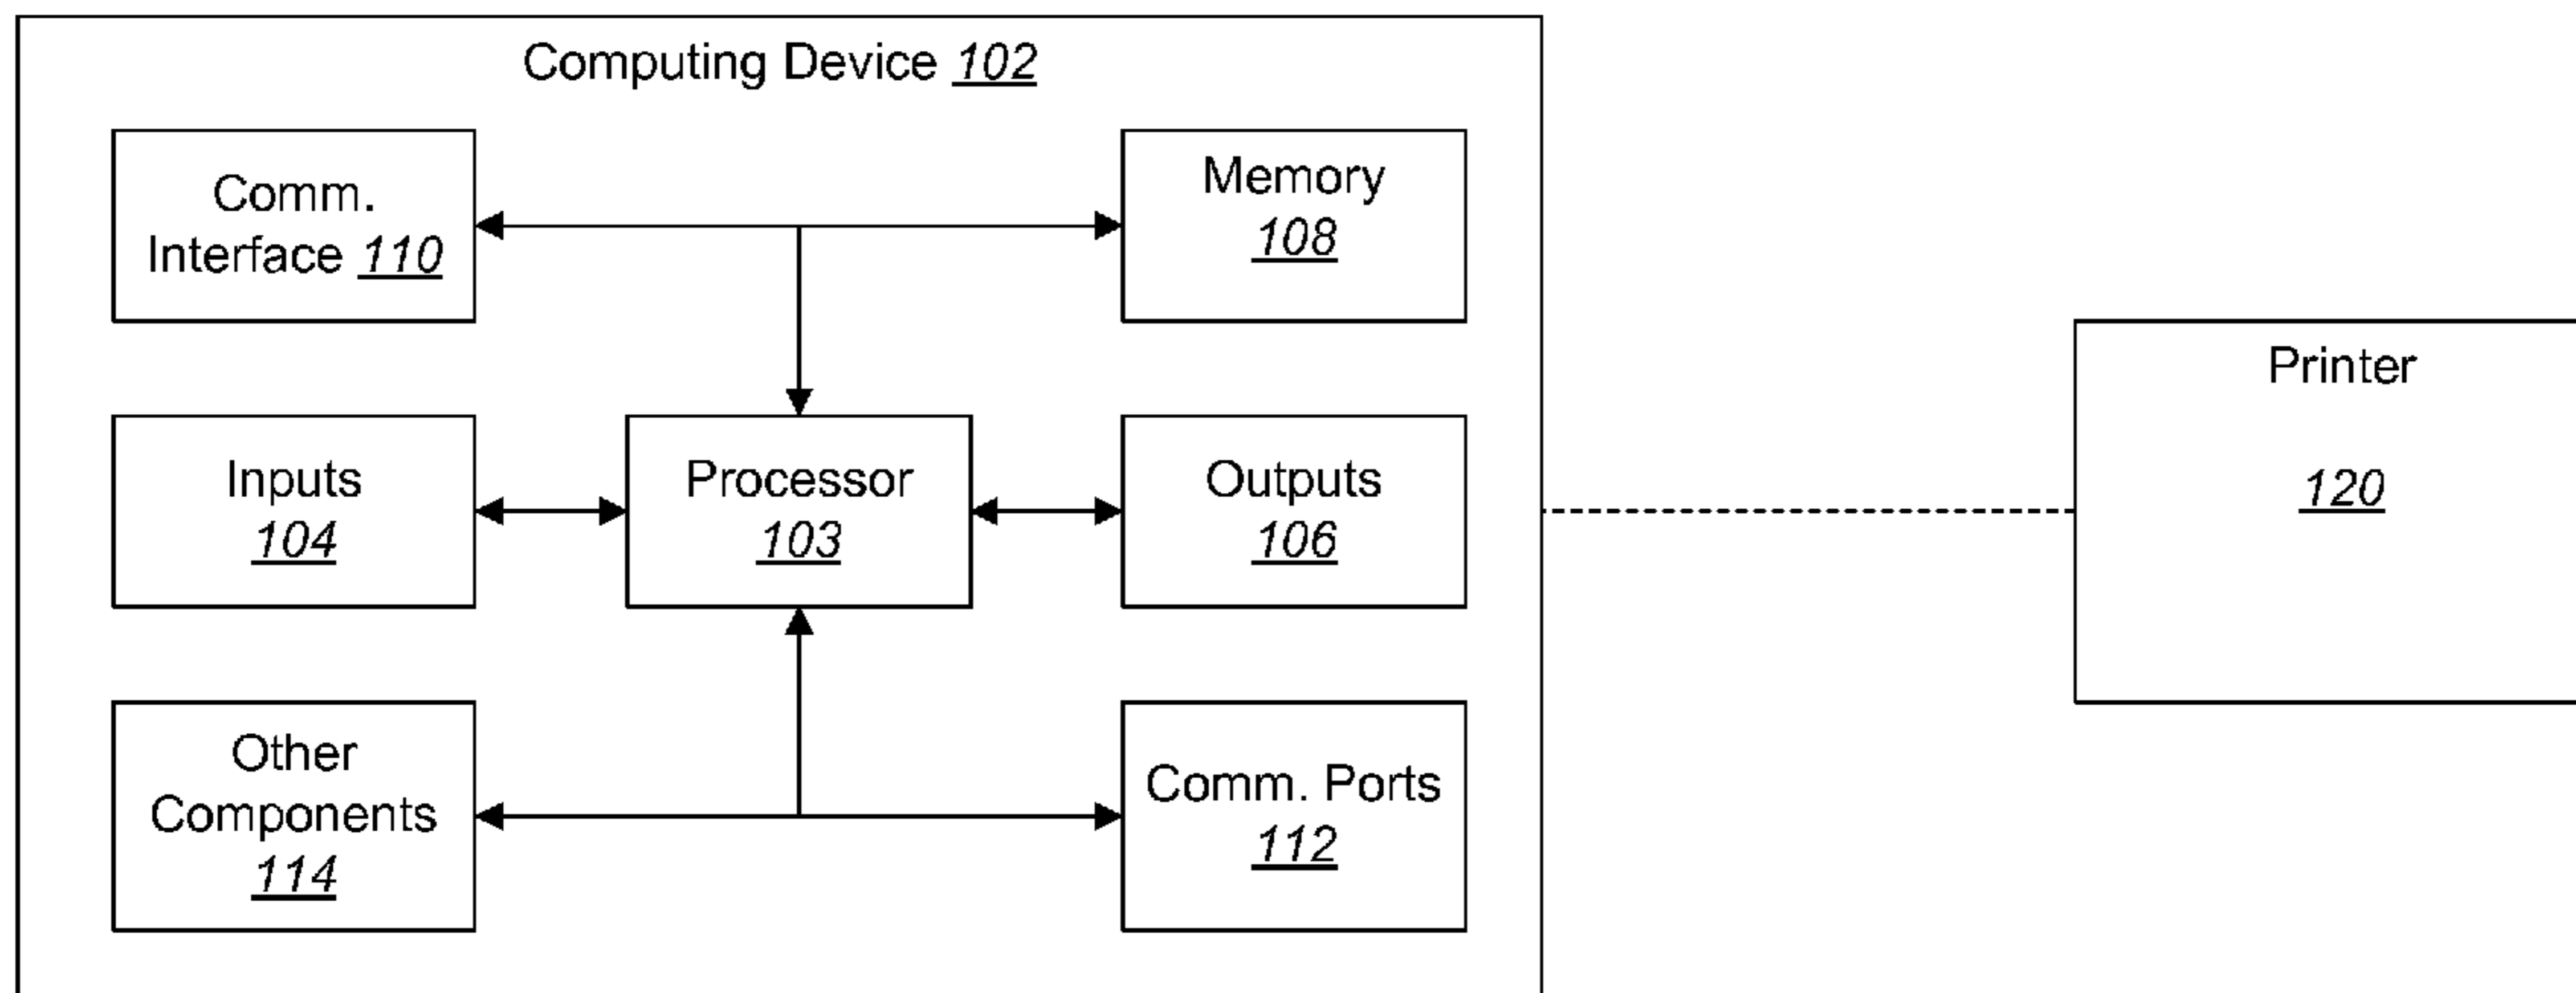 Computing Device 102
Comm.
Interface 110
Memory
108
Printer
120
Inputs
104
Processor
103
Outputs
106
Other
Components
114
Comm. Ports
112